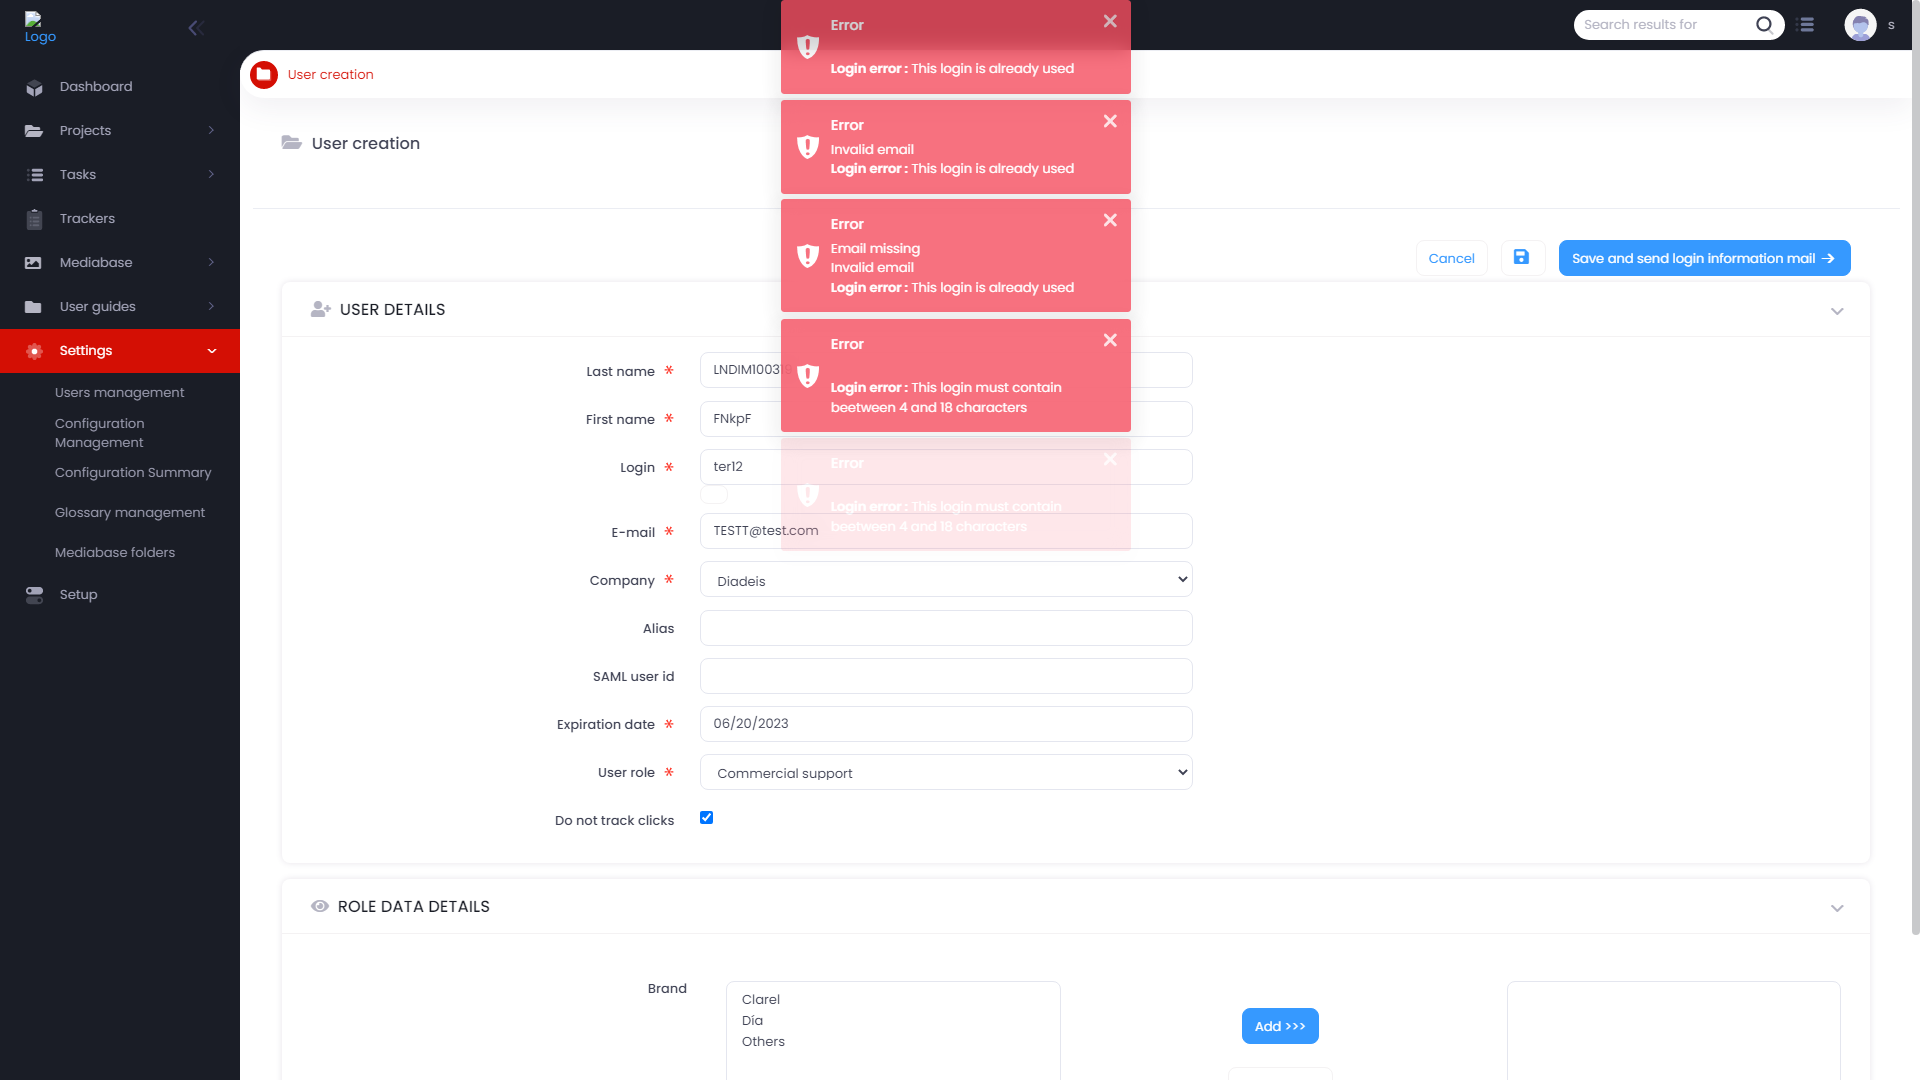 Logo
Search results for
s
Dashboard
Projects
Tasks
Trackers
Mediabase
User guides
Settings
Users management
Configuration
Management
Configuration Summary
Glossary management
Mediabase folders
Setup
User creation
User creation
Error
Login error : This login is already used
Error
Invalid email
Login error : This login is already used
Error
Email missing
Invalid email
Login error : This login is already used
Error
Login error : This login must contain
beetween 4 and 18 characters
Error
Login error : This login must contain
beetween 4 and 18 characters
Cancel
Save and send login information mail
USER DETAILS
Last name * LNDIM100319
First name * FNkpF
Login * ter12
E-mail * TESTT@test.com
Company * Diadeis
Alias
SAML user id
Expiration date * 06/20/2023
User role * Commercial support
Do not track clicks
ROLE DATA DETAILS
Brand
Clarel
Día
Others
Add >>>